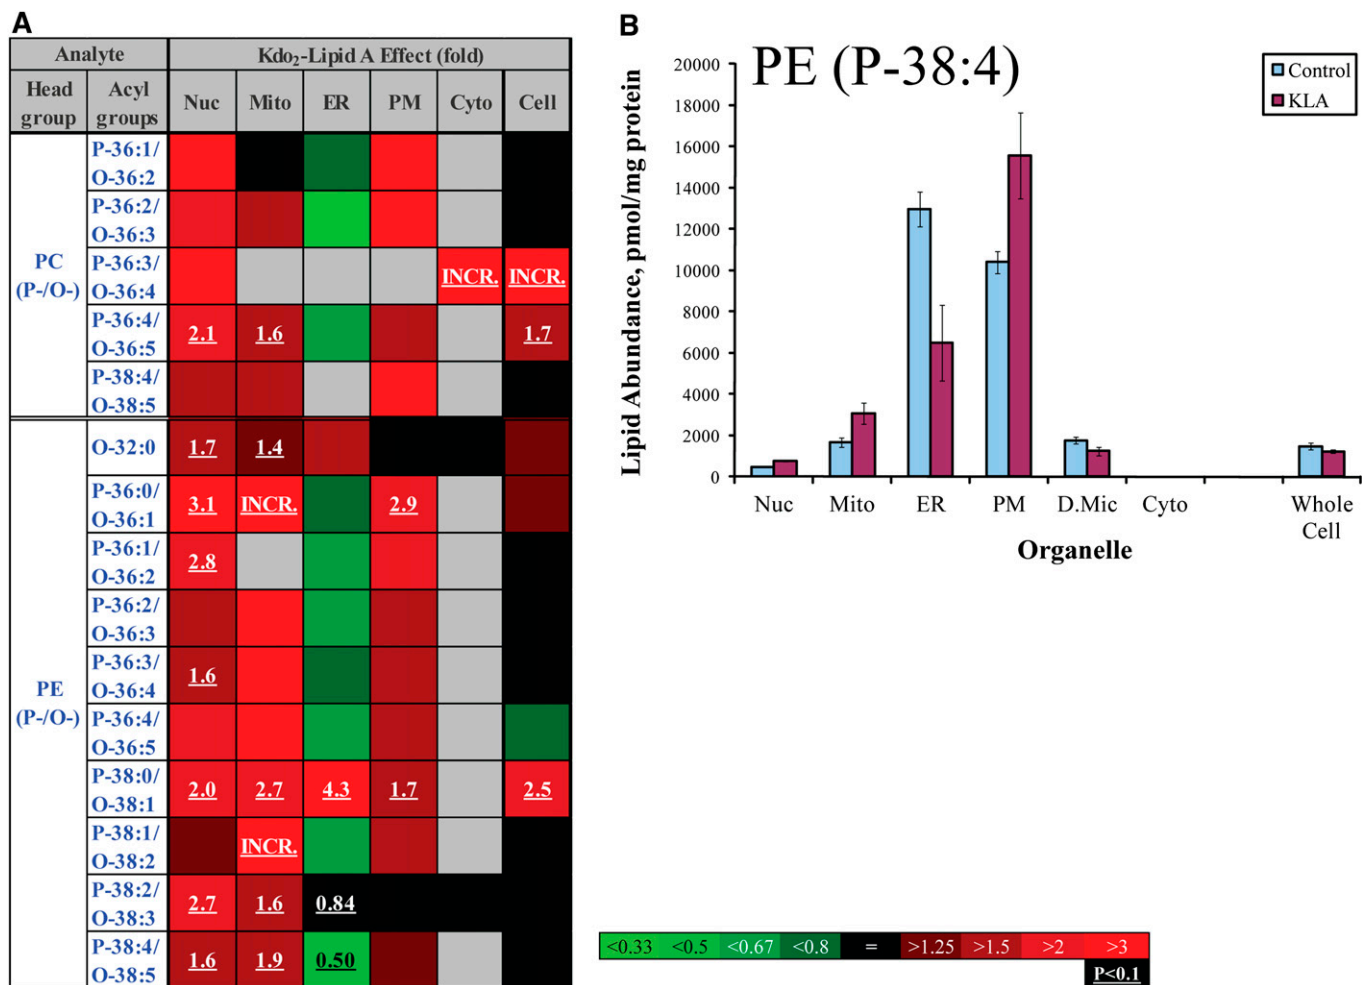 A
Analyte Kdo₂-Lipid A Effect (fold)
Head group Acyl groups Nuc Mito ER PM Cyto Cell
PC (P-/O-)
P-36:1/
O-36:2
P-36:2/
O-36:3
P-36:3/
O-36:4 INCR. INCR.
P-36:4/
O-36:5 2.1 1.6 1.7
P-38:4/
O-38:5
PE (P-/O-)
O-32:0 1.7 1.4
P-36:0/
O-36:1 3.1 INCR. 2.9
P-36:1/
O-36:2 2.8
P-36:2/
O-36:3
P-36:3/
O-36:4 1.6
P-36:4/
O-36:5
P-38:0/
O-38:1 2.0 2.7 4.3 1.7 2.5
P-38:1/
O-38:2 INCR.
P-38:2/
O-38:3 2.7 1.6 0.84
P-38:4/
O-38:5 1.6 1.9 0.50
B
PE (P-38:4)
Control
KLA
Lipid Abundance, pmol/mg protein
20000
18000
16000
14000
12000
10000
8000
6000
4000
2000
0
Nuc Mito ER PM D.Mic Cyto Whole
Cell
Organelle
<0.33 <0.5 <0.67 <0.8 = >1.25 >1.5 >2 >3
P<0.1